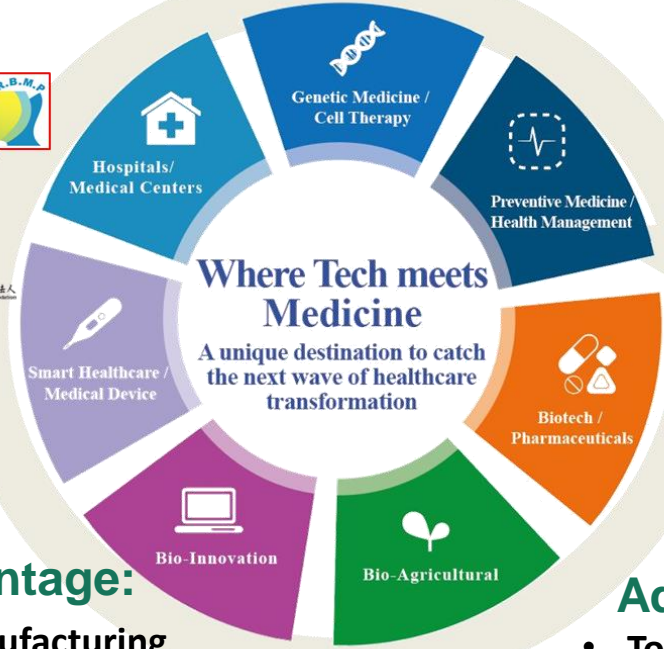 Genetic Medicine /
Cell Therapy
Hospitals/
Medical Centers
Preventive Medicine /
Health Management
Where Tech meets
Medicine
A unique destination to catch
the next wave of healthcare
transformation
Smart Healthcare /
Medical Device
Biotech /
Pharmaceuticals
Bio-Innovation
Bio-Agricultural
ntage:
ufacturing
Ad
• To